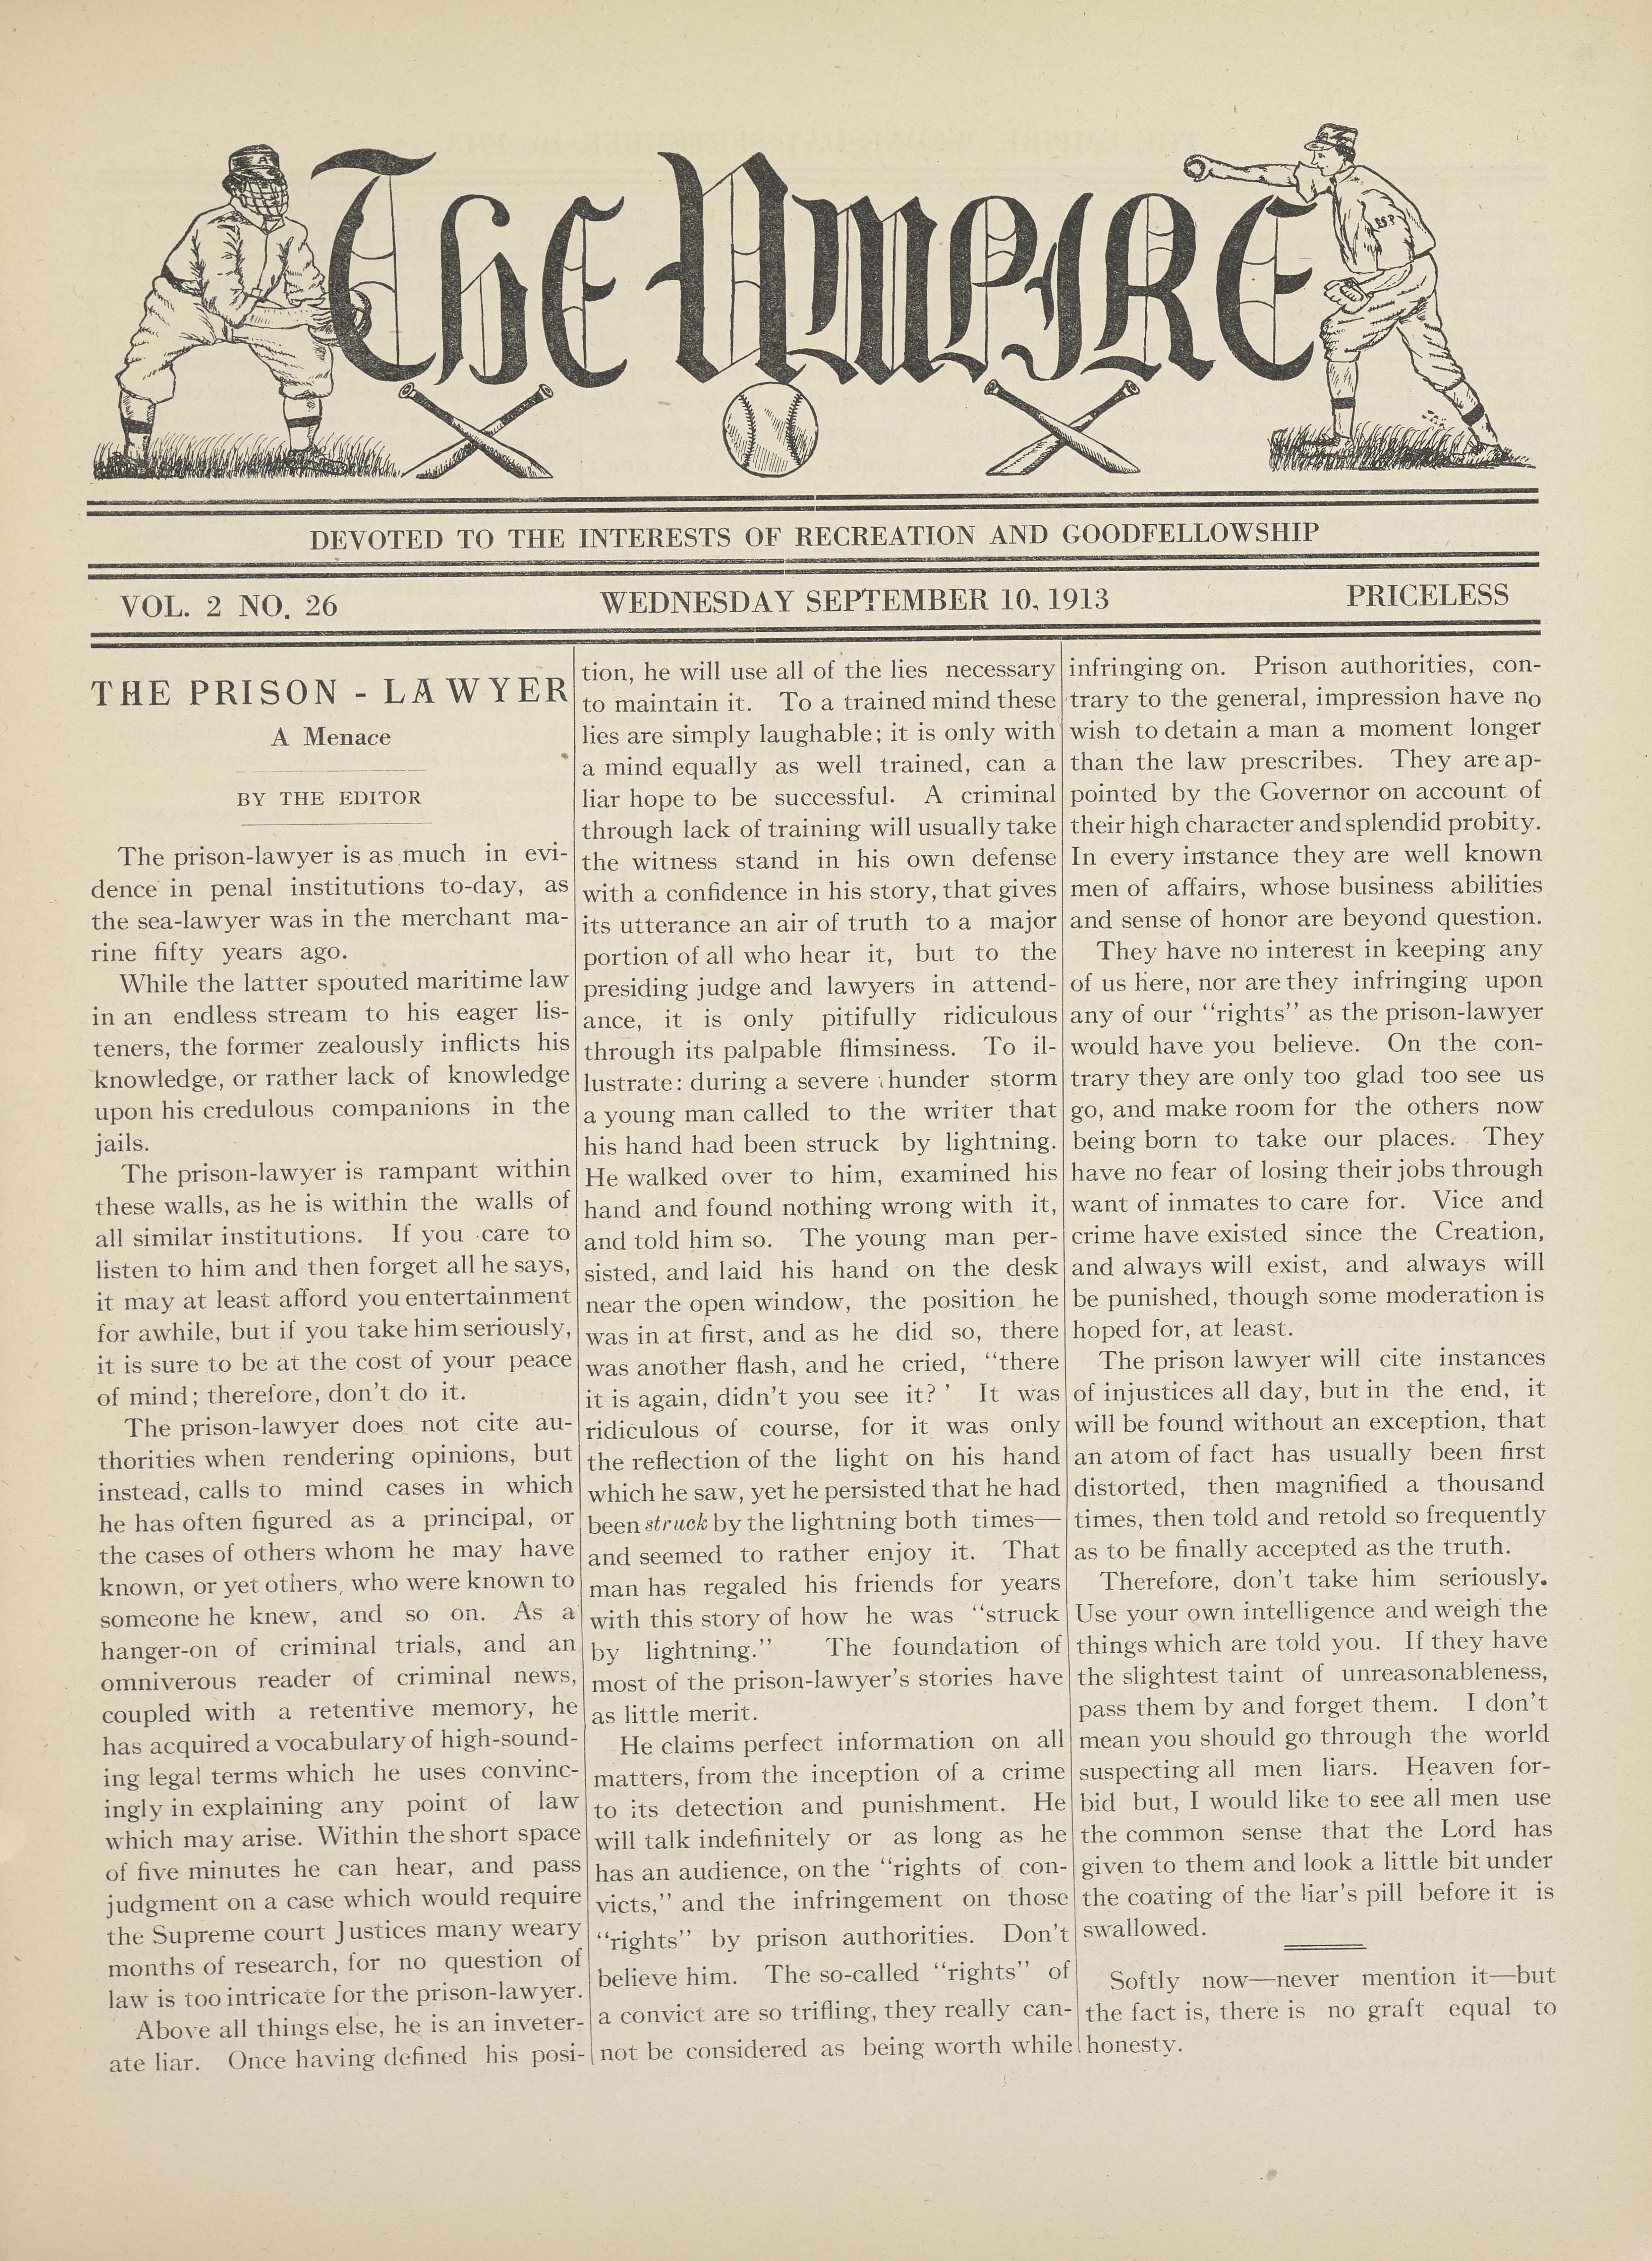 The Umpire
DEVOTED TO THE INTERESTS OF RECREATION AND GOODFELLOWSHIP
VOL. 2 NO. 26 WEDNESDAY SEPTEMBER 10, 1913 PRICELESS
THE PRISON - LAWYER
A Menace
BY THE EDITOR
The prison-lawyer is as much in evi-
dence in penal institutions to-day, as
the sea-lawyer was in the merchant ma-
rine fifty years ago.
While the latter spouted maritime law
in an endless stream to his eager lis-
teners, the former zealously inflicts his
knowledge, or rather lack of knowledge
upon his credulous companions in the
jails.
The prison-lawyer is rampant within
these walls, as he is within the walls of
all similar institutions. If you care to
listen to him and then forget all he says,
it may at least afford you entertainment
for awhile, but if you take him seriously,
it is sure to be at the cost of your peace
of mind; therefore, don't do it.
The prison-lawyer does not cite au-
thorities when rendering opinions, but
instead, calls to mind cases in which
he has often figured as a principal, or
the cases of others whom he may have
known, or yet others, who were known to
someone he knew, and so on. As a
hanger-on of criminal trials, and an
omniverous reader of criminal news,
coupled with a retentive memory, he
has acquired a vocabulary of high-sound-
ing legal terms which he uses convinc-
ingly in explaining any point of law
which may arise. Within the short space
of five minutes he can hear, and pass
judgment on a case which would require
the Supreme court Justices many weary
months of research, for no question of
law is too intricate for the prison-lawyer.
Above all things else, he is an inveter-
ate liar. Once having defined his posi-
tion, he will use all of the lies necessary
to maintain it. To a trained mind these
lies are simply laughable; it is only with
a mind equally as well trained, can a
liar hope to be successful. A criminal
through lack of training will usually take
the witness stand in his own defense
with a confidence in his story, that gives
its utterance an air of truth to a major
portion of all who hear it, but to the
presiding judge and lawyers in attend-
ance, it is only pitifully ridiculous
through its palpable flimsiness. To il-
lustrate: during a severe thunder storm
a young man called to the writer that
his hand had been struck by lightning.
He walked over to him, examined his
hand and found nothing wrong with it,
and told him so. The young man per-
sisted, and laid his hand on the desk
near the open window, the position he
was in at first, and as he did so, there
was another flash, and he cried, "there
it is again, didn't you see it?' It was
ridiculous of course, for it was only
the reflection of the light on his hand
which he saw, yet he persisted that he had
been struck by the lightning both times—
and seemed to rather enjoy it. That
man has regaled his friends for years
with this story of how he was "struck
by lightning." The foundation of
most of the prison-lawyer's stories have
as little merit.
He claims perfect information on all
matters, from the inception of a crime
to its detection and punishment. He
will talk indefinitely or as long as he
has an audience, on the "rights of con-
victs," and the infringement on those
"rights" by prison authorities. Don't
believe him. The so-called "rights" of
a convict are so trifling, they really can-
not be considered as being worth while
infringing on. Prison authorities, con-
trary to the general, impression have no
wish to detain a man a moment longer
than the law prescribes. They are ap-
pointed by the Governor on account of
their high character and splendid probity.
In every instance they are well known
men of affairs, whose business abilities
and sense of honor are beyond question.
They have no interest in keeping any
of us here, nor are they infringing upon
any of our "rights" as the prison-lawyer
would have you believe. On the con-
trary they are only too glad too see us
go, and make room for the others now
being born to take our places. They
have no fear of losing their jobs through
want of inmates to care for. Vice and
crime have existed since the Creation,
and always will exist, and always will
be punished, though some moderation is
hoped for, at least.
The prison lawyer will cite instances
of injustices all day, but in the end, it
will be found without an exception, that
an atom of fact has usually been first
distorted, then magnified a thousand
times, then told and retold so frequently
as to be finally accepted as the truth.
Therefore, don't take him seriously.
Use your own intelligence and weigh the
things which are told you. If they have
the slightest taint of unreasonableness,
pass them by and forget them. I don't
mean you should go through the world
suspecting all men liars. Heaven for-
bid but, I would like to see all men use
the common sense that the Lord has
given to them and look a little bit under
the coating of the liar's pill before it is
swallowed.
Softly now—never mention it—but
the fact is, there is no graft equal to
honesty.